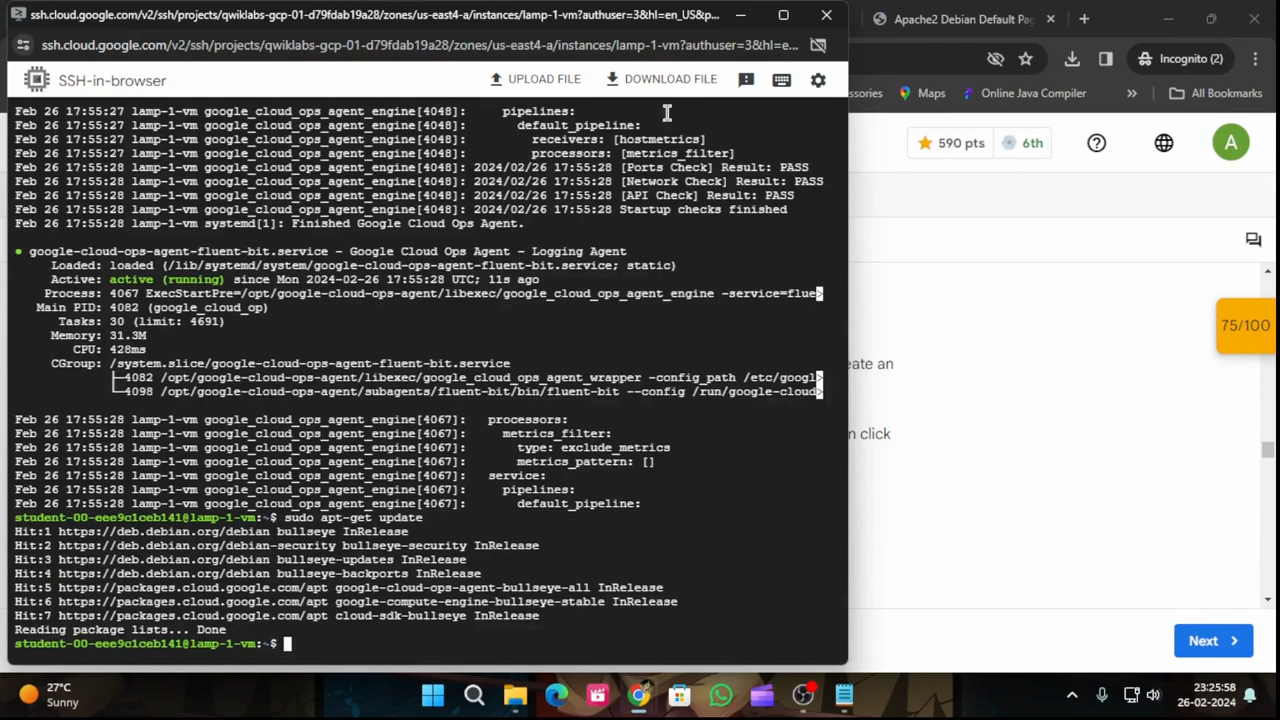 ssh.cloud.google.com/v2/ssh/projects/qwiklabs-gcp-01-d79fdab19a28/zones/us-east4-a/instances/lamp-1-vm?authuser=3&hl=en_US&p...
Apache2 Debian Default Pag
ssh.cloud.google.com/v2/ssh/projects/qwiklabs-gcp-01-d79fdab19a28/zones/us-east4-a/instances/lamp-1-vm?authuser=3&hl=e...
Incognito (2)
SSH-in-browser
UPLOAD FILE
DOWNLOAD FILE
Maps
Online Java Compiler
»
All Bookmarks
590 pts
6th
A
Feb 26 17:55:27 lamp-1-vm google_cloud_ops_agent_engine[4048]: pipelines:
Feb 26 17:55:27 lamp-1-vm google_cloud_ops_agent_engine[4048]: default_pipeline:
Feb 26 17:55:27 lamp-1-vm google_cloud_ops_agent_engine[4048]: receivers: [hostmetrics]
Feb 26 17:55:27 lamp-1-vm google_cloud_ops_agent_engine[4048]: processors: [metrics_filter]
Feb 26 17:55:28 lamp-1-vm google_cloud_ops_agent_engine[4048]: 2024/02/26 17:55:28 [Ports Check] Result: PASS
Feb 26 17:55:28 lamp-1-vm google_cloud_ops_agent_engine[4048]: 2024/02/26 17:55:28 [Network Check] Result: PASS
Feb 26 17:55:28 lamp-1-vm google_cloud_ops_agent_engine[4048]: 2024/02/26 17:55:28 [API Check] Result: PASS
Feb 26 17:55:28 lamp-1-vm google_cloud_ops_agent_engine[4048]: 2024/02/26 17:55:28 Startup checks finished
Feb 26 17:55:28 lamp-1-vm systemd[1]: Finished Google Cloud Ops Agent.
● google-cloud-ops-agent-fluent-bit.service - Google Cloud Ops Agent - Logging Agent
Loaded: loaded (/lib/systemd/system/google-cloud-ops-agent-fluent-bit.service; static)
Active: active (running) since Mon 2024-02-26 17:55:28 UTC; 11s ago
Process: 4067 ExecStartPre=/opt/google-cloud-ops-agent/libexec/google_cloud_ops_agent_engine -service=flue>
Main PID: 4082 (google_cloud_op)
Tasks: 30 (limit: 4691)
Memory: 31.3M
CPU: 428ms
CGroup: /system.slice/google-cloud-ops-agent-fluent-bit.service
├─4082 /opt/google-cloud-ops-agent/libexec/google_cloud_ops_agent_wrapper -config_path /etc/googl>
└─4098 /opt/google-cloud-ops-agent/subagents/fluent-bit/bin/fluent-bit --config /run/google-cloud>
Feb 26 17:55:28 lamp-1-vm google_cloud_ops_agent_engine[4067]: processors:
Feb 26 17:55:28 lamp-1-vm google_cloud_ops_agent_engine[4067]: metrics_filter:
Feb 26 17:55:28 lamp-1-vm google_cloud_ops_agent_engine[4067]: type: exclude_metrics
Feb 26 17:55:28 lamp-1-vm google_cloud_ops_agent_engine[4067]: metrics_pattern: []
Feb 26 17:55:28 lamp-1-vm google_cloud_ops_agent_engine[4067]: service:
Feb 26 17:55:28 lamp-1-vm google_cloud_ops_agent_engine[4067]: pipelines:
Feb 26 17:55:28 lamp-1-vm google_cloud_ops_agent_engine[4067]: default_pipeline:
student-00-eee9c1ceb141@lamp-1-vm:~$ sudo apt-get update
Hit:1 https://deb.debian.org/debian bullseye InRelease
Hit:2 https://deb.debian.org/debian-security bullseye-security InRelease
Hit:3 https://deb.debian.org/debian bullseye-updates InRelease
Hit:4 https://deb.debian.org/debian bullseye-backports InRelease
Hit:5 https://packages.cloud.google.com/apt google-cloud-ops-agent-bullseye-all InRelease
Hit:6 https://packages.cloud.google.com/apt google-compute-engine-bullseye-stable InRelease
Hit:7 https://packages.cloud.google.com/apt cloud-sdk-bullseye InRelease
Reading package lists... Done
student-00-eee9c1ceb141@lamp-1-vm:~$
75/100
eate an
n click
Next
27°C
Sunny
23:25:58
26-02-2024